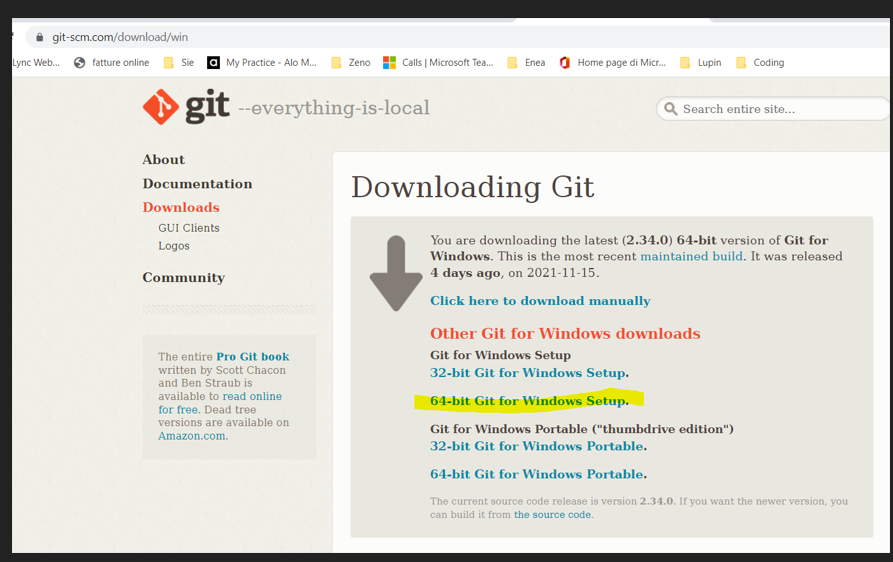 git-scm.com/download/win
Lync Web... fatture online Sie My Practice - Alo M... Zeno Calls | Microsoft Tea... Enea Home page di Micr... Lupin Coding
git --everything-is-local
Search entire site...
About
Documentation
Downloads
GUI Clients
Logos
Community
The entire Pro Git book
written by Scott Chacon
and Ben Straub is
available to read online
for free. Dead tree
versions are available on
Amazon.com.
Downloading Git
You are downloading the latest (2.34.0) 64-bit version of Git for
Windows. This is the most recent maintained build. It was released
4 days ago, on 2021-11-15.
Click here to download manually
Other Git for Windows downloads
Git for Windows Setup
32-bit Git for Windows Setup.
64-bit Git for Windows Setup.
Git for Windows Portable ("thumbdrive edition")
32-bit Git for Windows Portable.
64-bit Git for Windows Portable.
The current source code release is version 2.34.0. If you want the newer version, you
can build it from the source code.